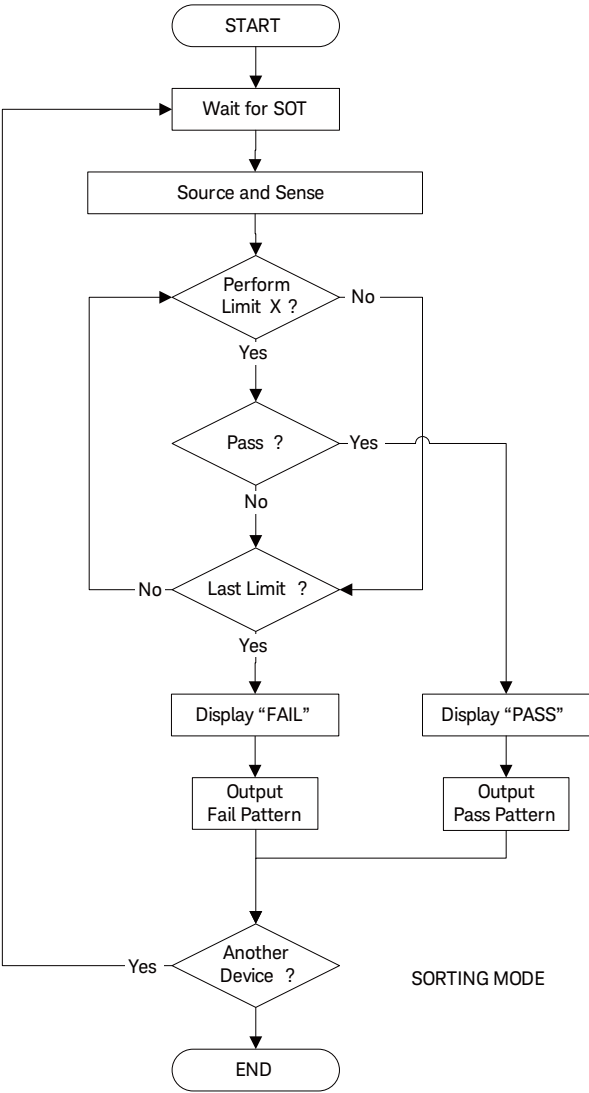 START
Wait for SOT
Source and Sense
Perform
Limit X ?
No
Yes
Pass ?
Yes
No
Last Limit ?
No
Yes
Display “FAIL”
Display “PASS”
Output
Fail Pattern
Output
Pass Pattern
Another
Device ?
Yes
SORTING MODE
END